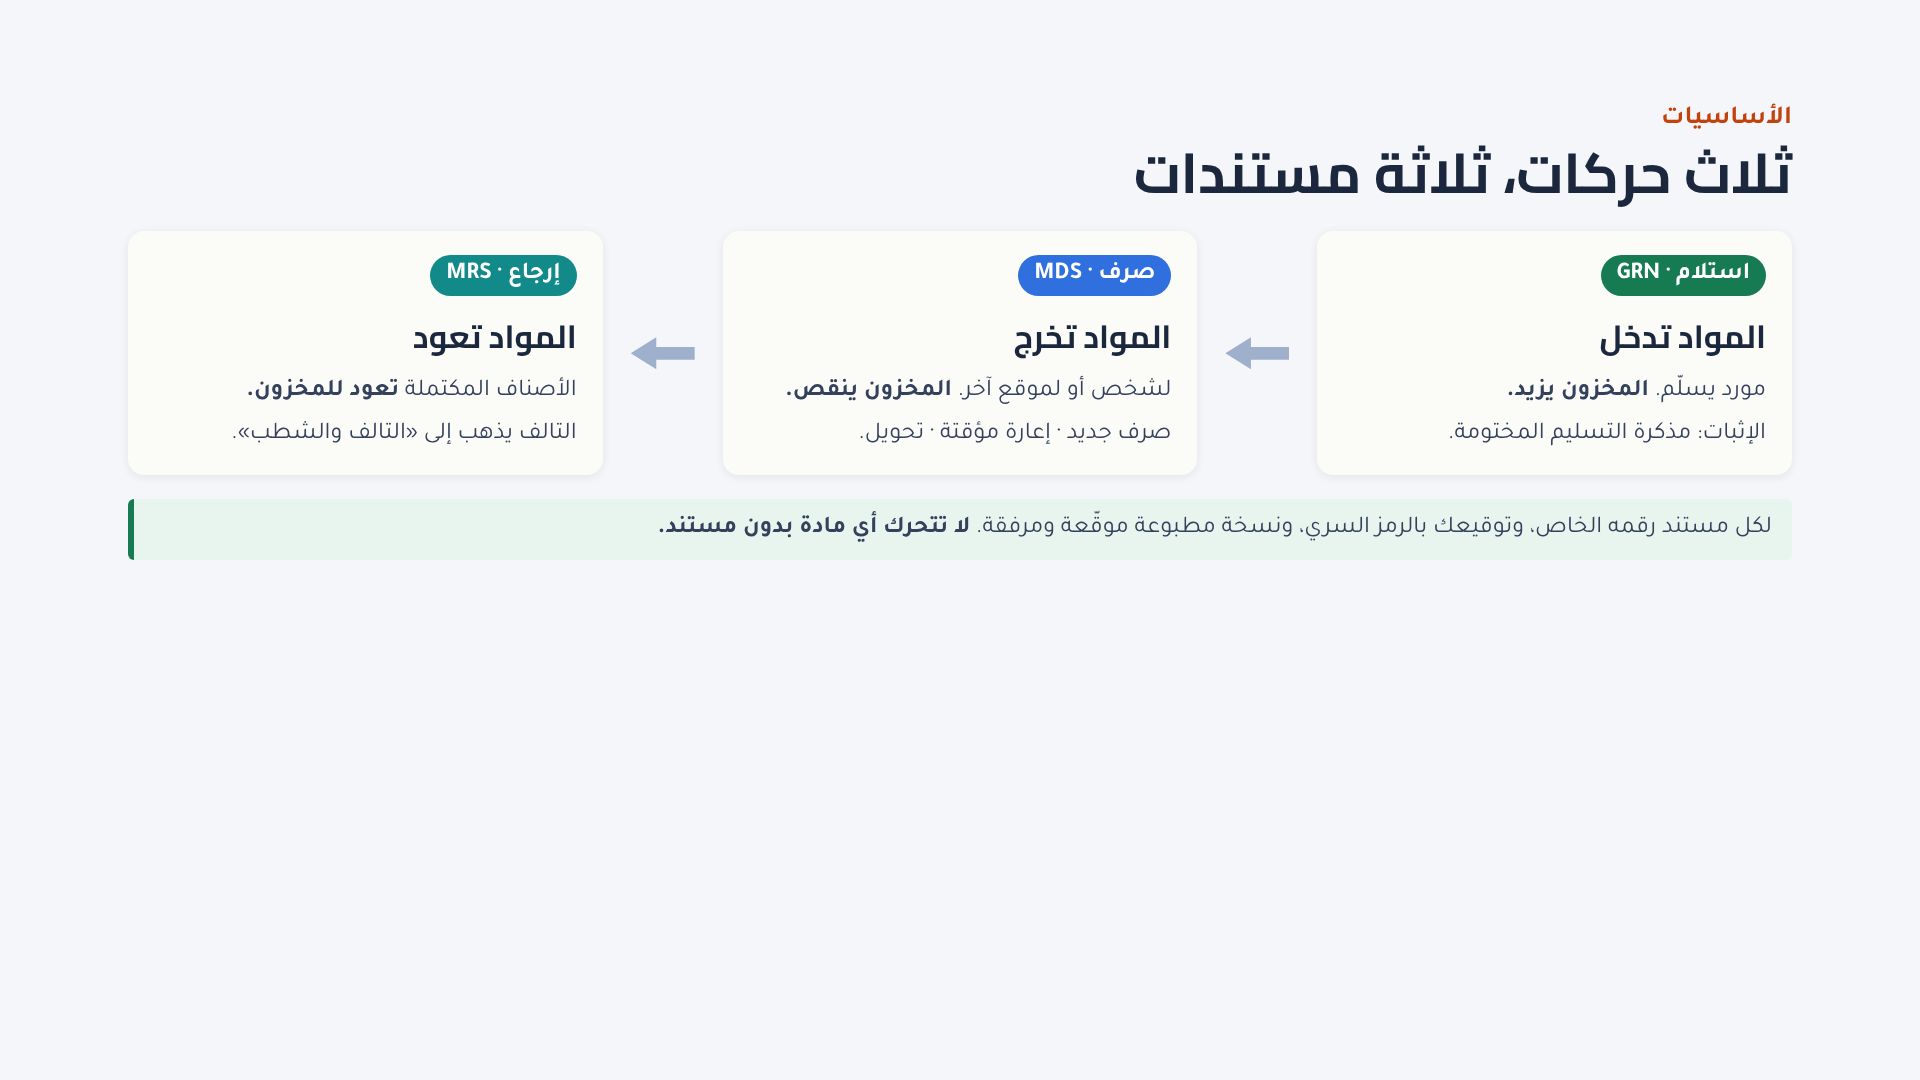 الأساسيات
ثلاث حركات، ثلاثة مستندات
استلام · GRN
المواد تدخل
مورد يسلّم. المخزون يزيد.
الإثبات: مذكرة التسليم المختومة.
صرف · MDS
المواد تخرج
لشخص أو لموقع آخر. المخزون ينقص.
صرف جديد · إعارة مؤقتة · تحويل.
إرجاع · MRS
المواد تعود
الأصناف المكتملة تعود للمخزون.
التالف يذهب إلى «التالف والشطب».
لكل مستند رقمه الخاص، وتوقيعك بالرمز السري، ونسخة مطبوعة موقّعة ومرفقة. لا تتحرك أي مادة بدون مستند.